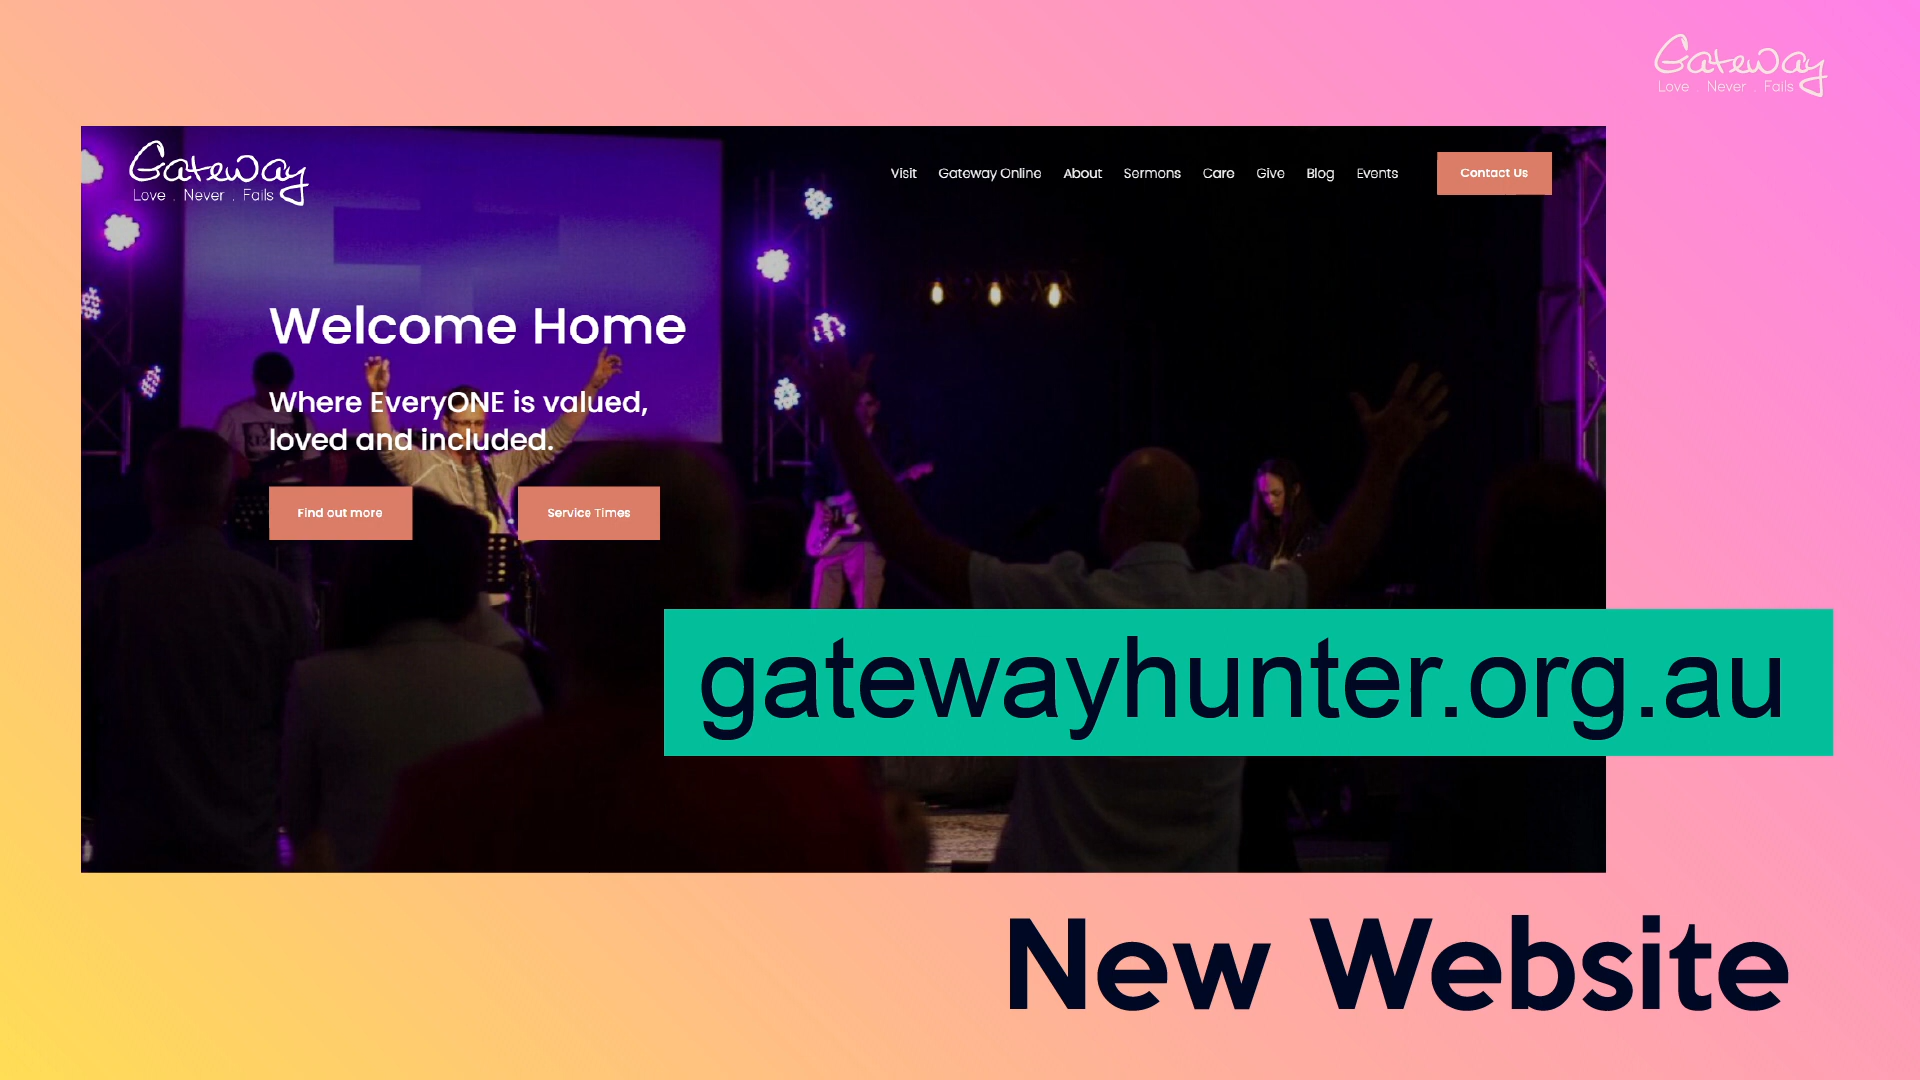 Gateway
Love . Never . Fails
Gateway
Love . Never . Fails
Visit Gateway Online About Sermons Care Give Blog Events Contact Us
Welcome Home
Where EveryONE is valued,
loved and included.
Find out more Service Times
gatewayhunter.org.au
New Website